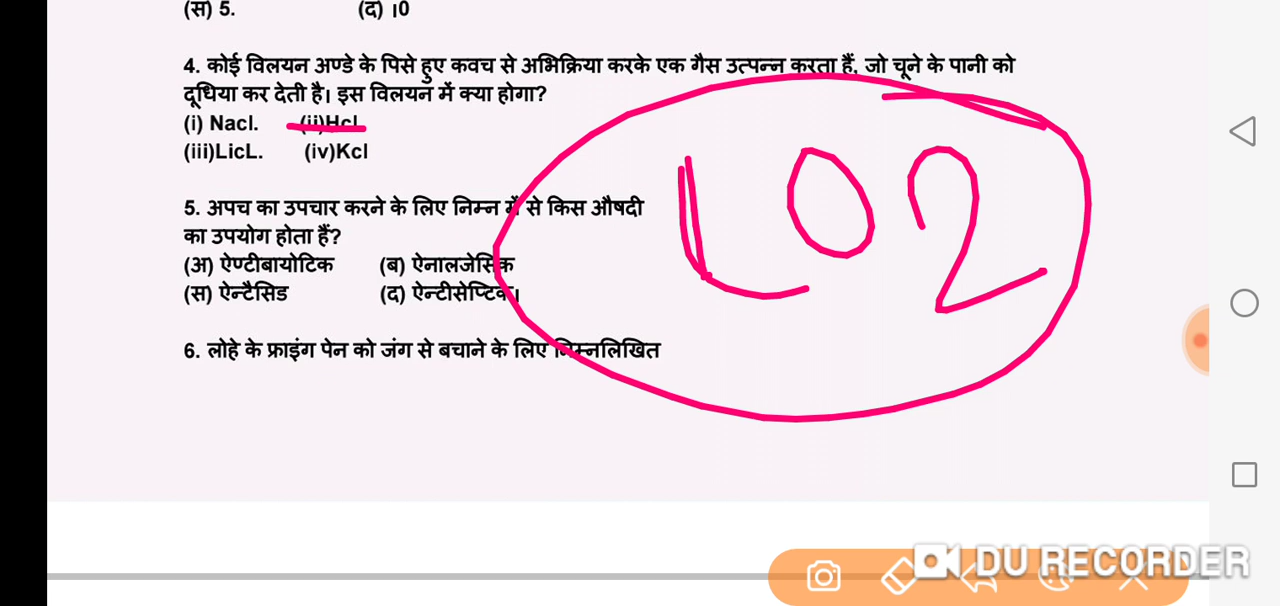 (स) 5. (द) ।0
4. कोई विलयन अण्डे के पिसे हुए कवच से अभिक्रिया करके एक गैस उत्पन्न करता हैं, जो चूने के पानी को
दूधिया कर देती है। इस विलयन में क्या होगा?
(i) Nacl. (ii)Hcl
(iii)LicL. (iv)Kcl
5. अपच का उपचार करने के लिए निम्न में से किस औषदी
का उपयोग होता हैं?
(अ) ऐण्टीबायोटिक (ब) ऐनालजेसिक
(स) ऐन्टैसिड (द) ऐन्टीसेप्टिक।
6. लोहे के फ्राइंग पेन को जंग से बचाने के लिए निम्नलिखित
CO2
DU RECORDER